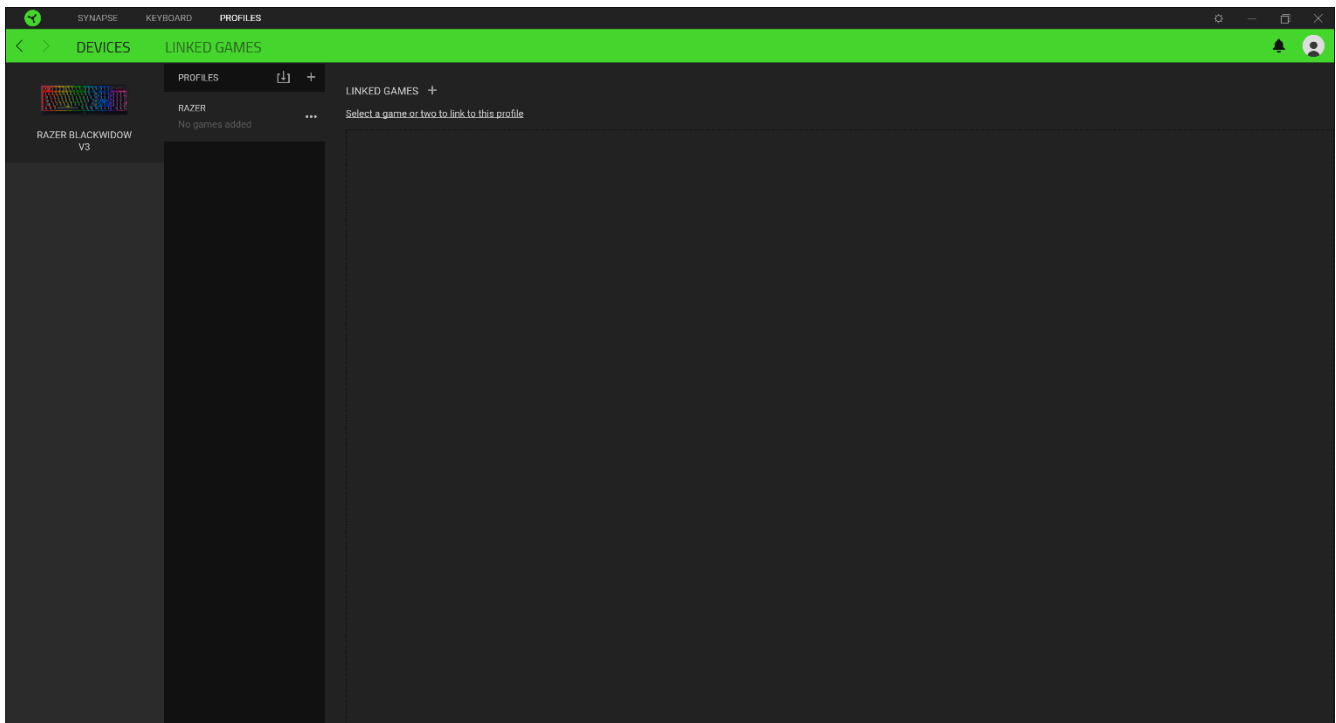 SYNAPSE KEYBOARD PROFILES
DEVICES LINKED GAMES
RAZER BLACKWIDOW
V3
PROFILES
RAZER
No games added
LINKED GAMES
Select a game or two to link to this profile